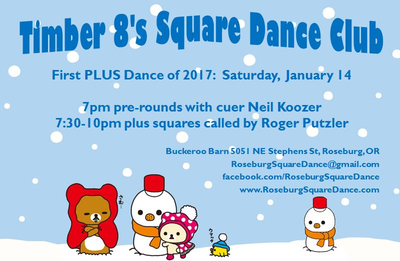 Timber 8's Square Dance Club
First PLUS Dance of 2017: Saturday, January 14
7pm pre-rounds with cuer Neil Koozer
7:30-10pm plus squares called by Roger Putzler
Buckeroo Barn 5051 NE Stephens St, Roseburg,OR
RoseburgSquareDance@gmail.com
facebook.com/RoseburgSquareDance
www.RoseburgSquareDance.com